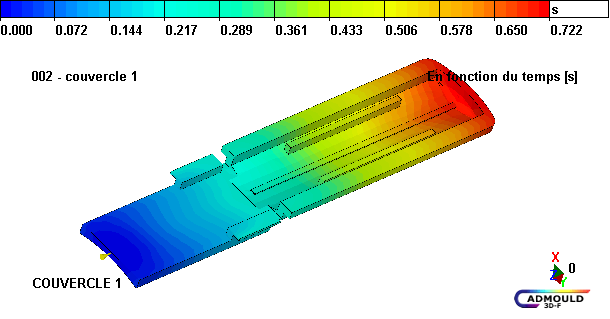 s
0.000 0.072 0.144 0.217 0.289 0.361 0.433 0.506 0.578 0.650 0.722
002 - couvercle 1 En fonction du temps [s]
X
0
Z
Y
COUVERCLE 1
CADMOULD
3D-F